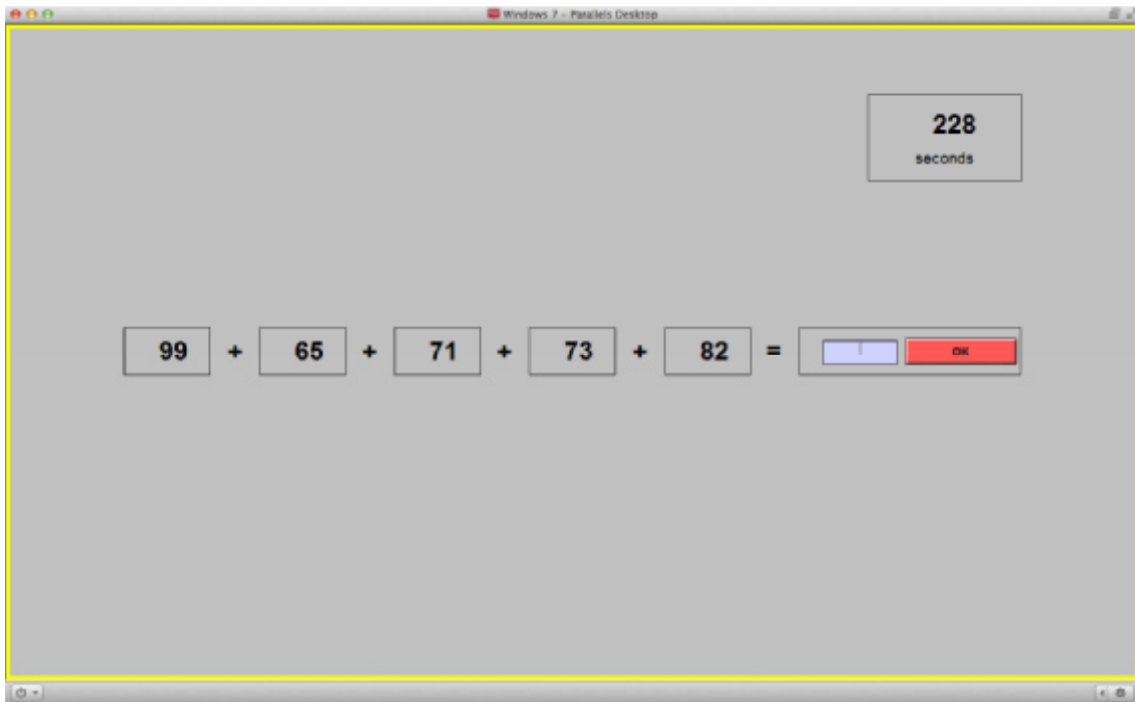 Windows 7 - Parallels Desktop
228
seconds
99 + 65 + 71 + 73 + 82 = OK